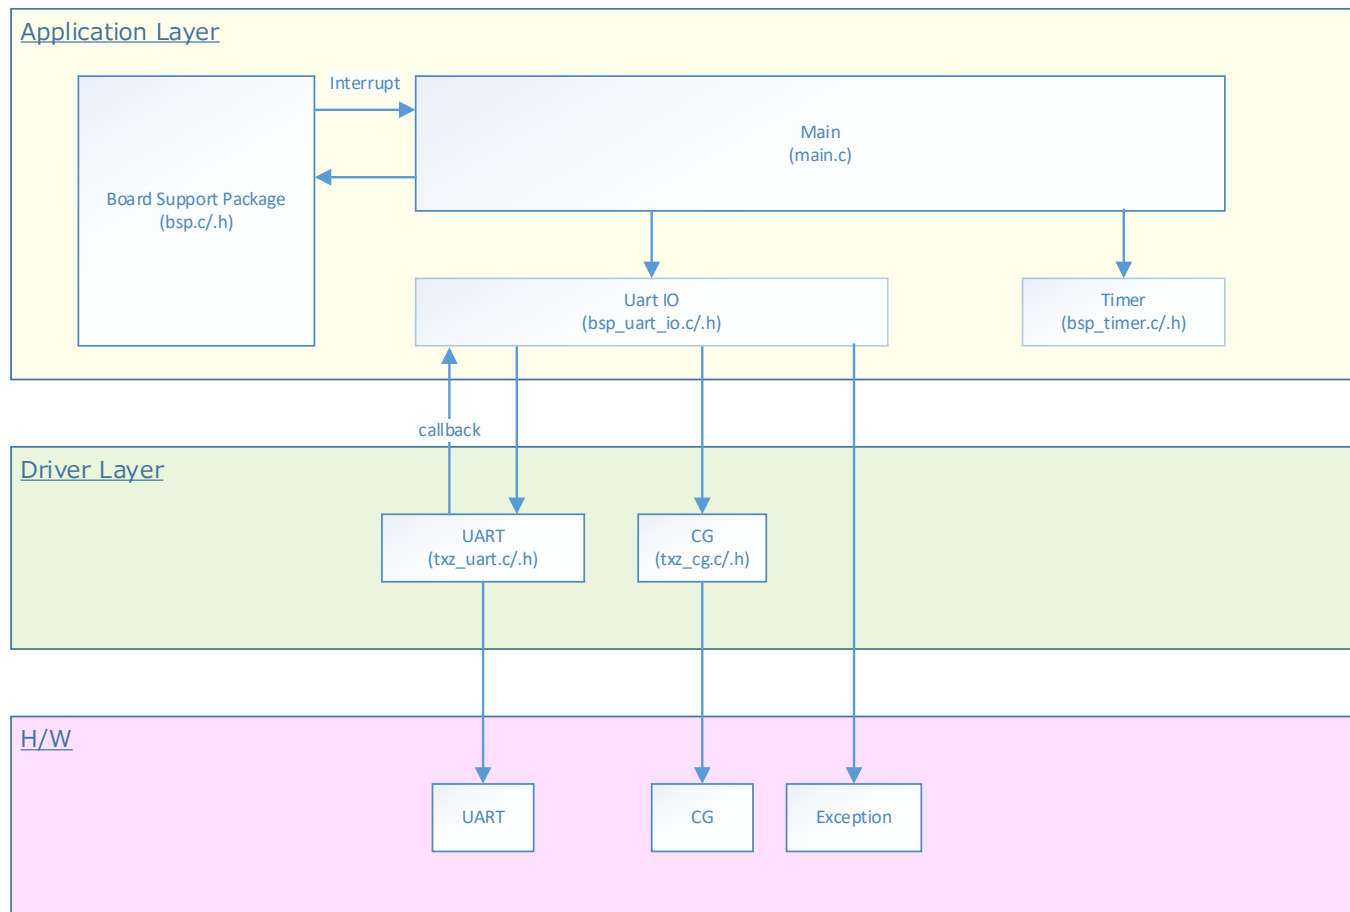 Application Layer
Interrupt
Main
(main.c)
Board Support Package
(bsp.c/.h)
Uart IO
(bsp_uart_io.c/.h)
Timer
(bsp_timer.c/.h)
callback
Driver Layer
UART
(txz_uart.c/.h)
CG
(txz_cg.c/.h)
H/W
UART
CG
Exception